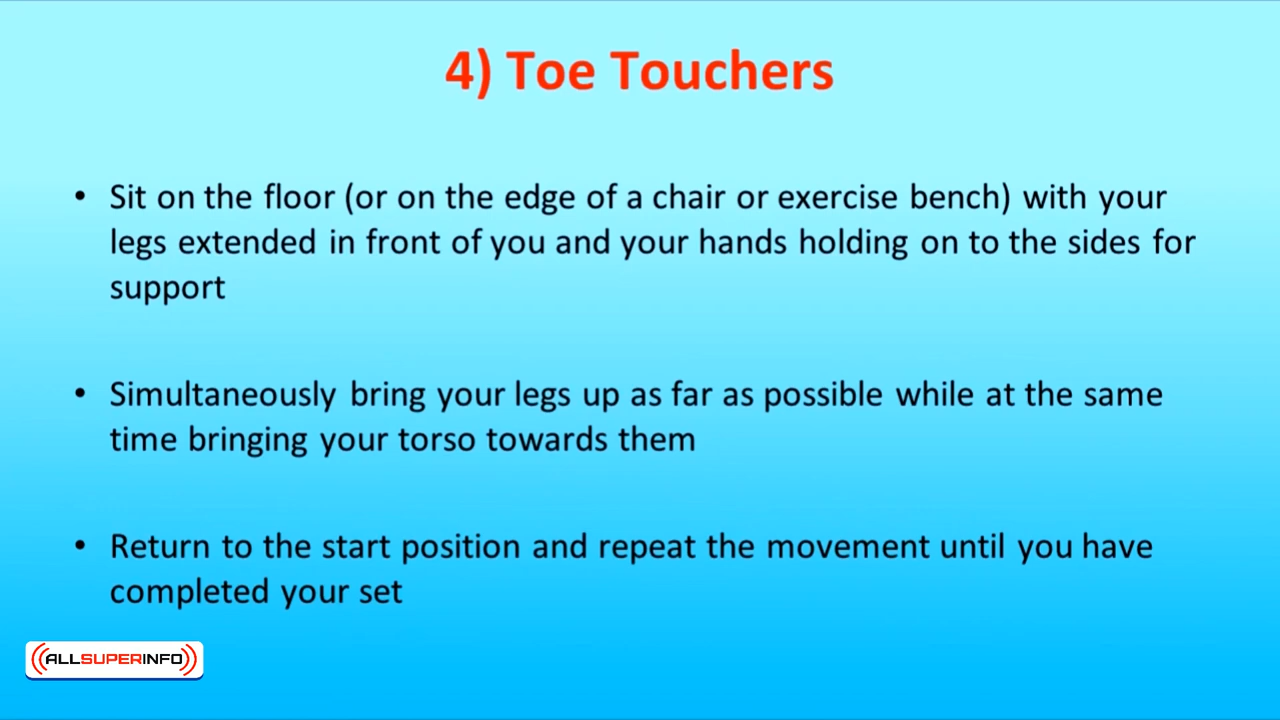 4) Toe Touchers
• Sit on the floor (or on the edge of a chair or exercise bench) with your
legs extended in front of you and your hands holding on to the sides for
support
• Simultaneously bring your legs up as far as possible while at the same
time bringing your torso towards them
• Return to the start position and repeat the movement until you have
completed your set
ALLSUPERINFO